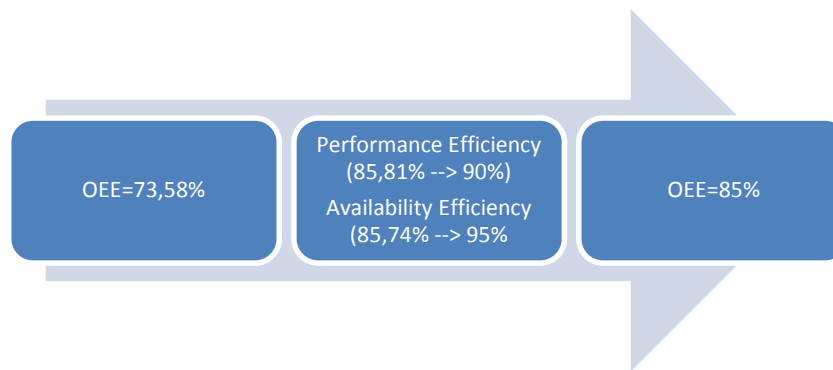 OEE=73,58%
Performance Efficiency
(85,81% --> 90%)
Availability Efficiency
(85,74% --> 95%
OEE=85%